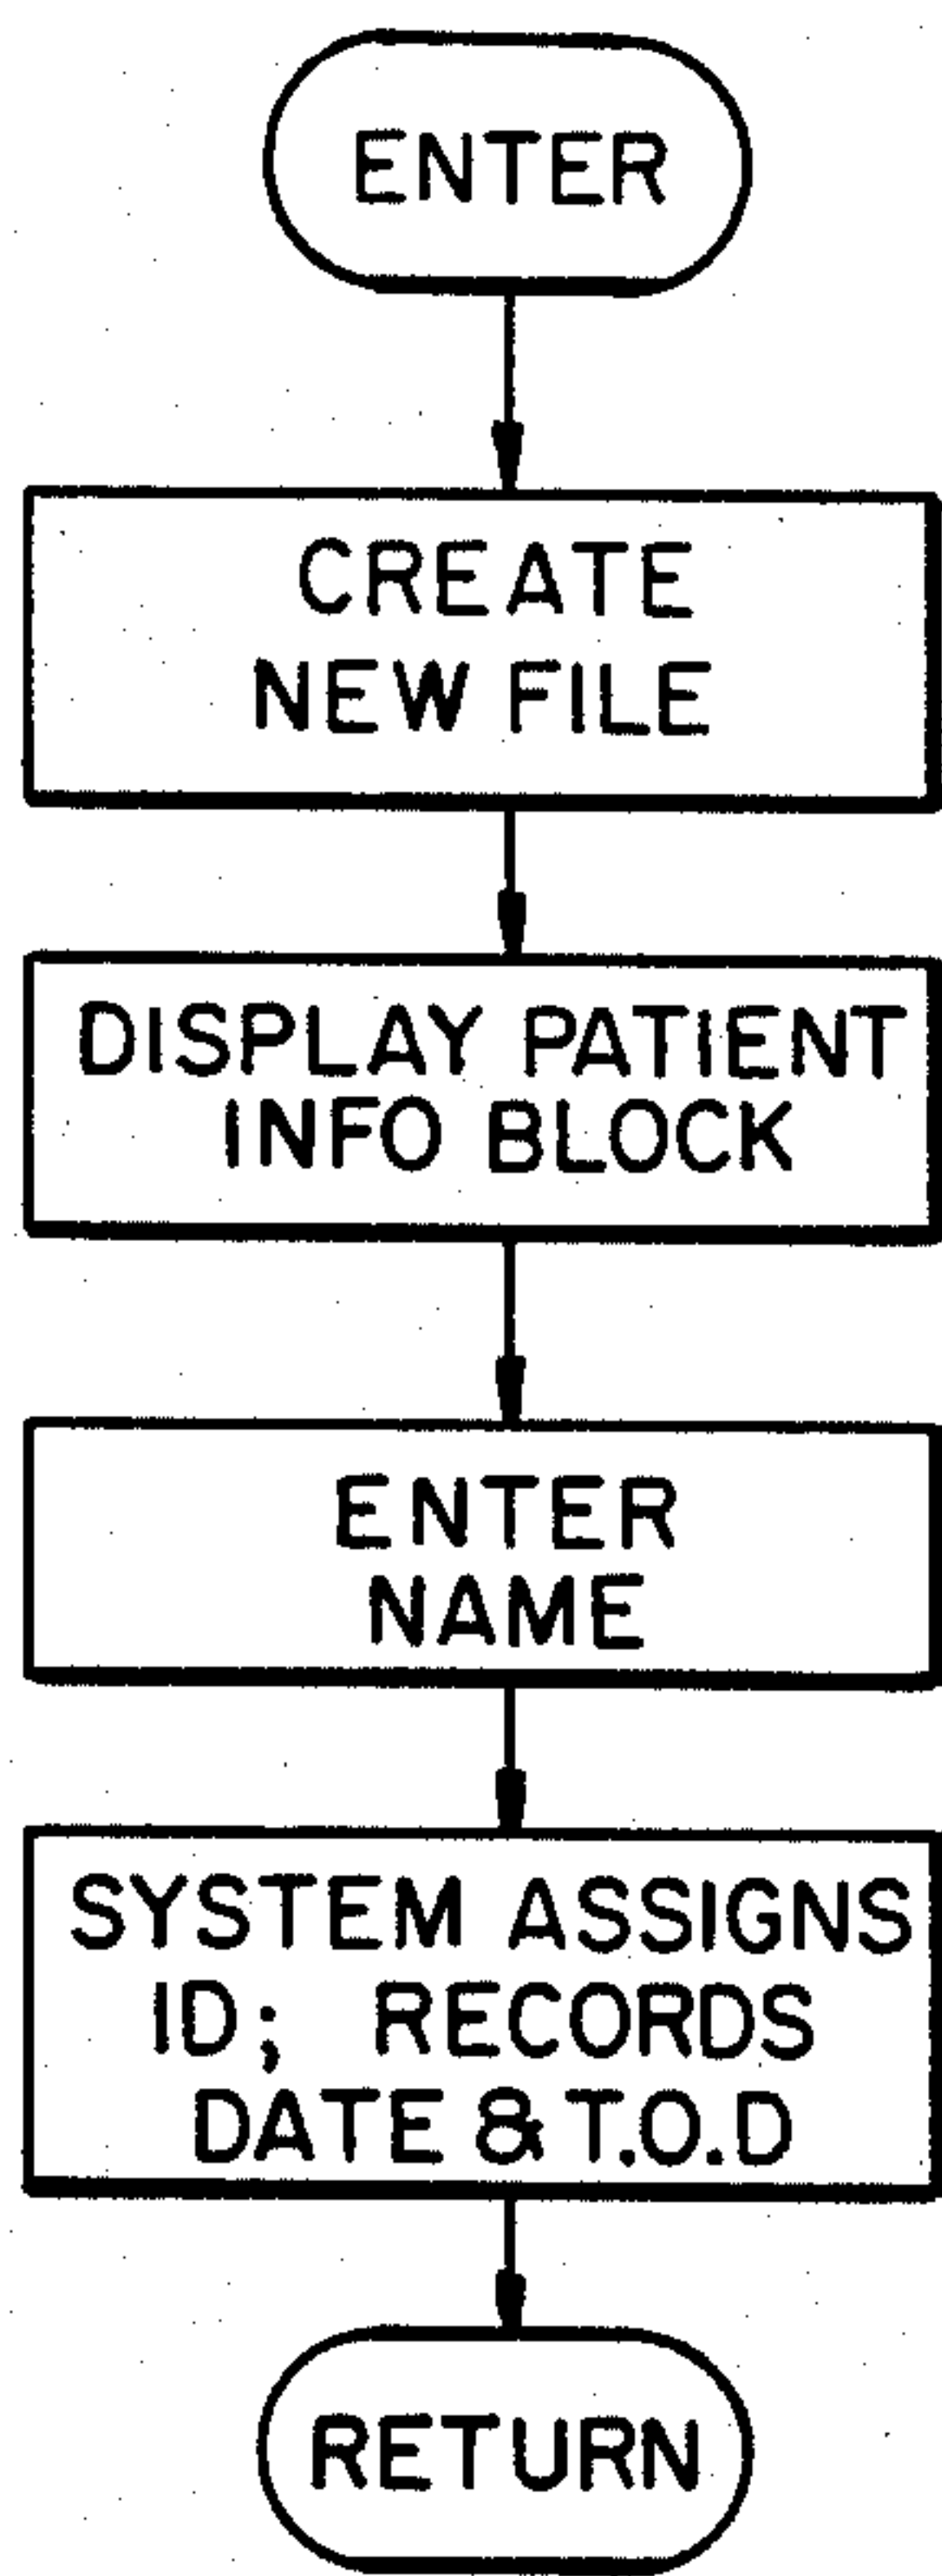 ENTER
CREATE
NEW FILE
DISPLAY PATIENT
INFO BLOCK
ENTER
NAME
SYSTEM ASSIGNS
ID; RECORDS
DATE & T.O.D
RETURN